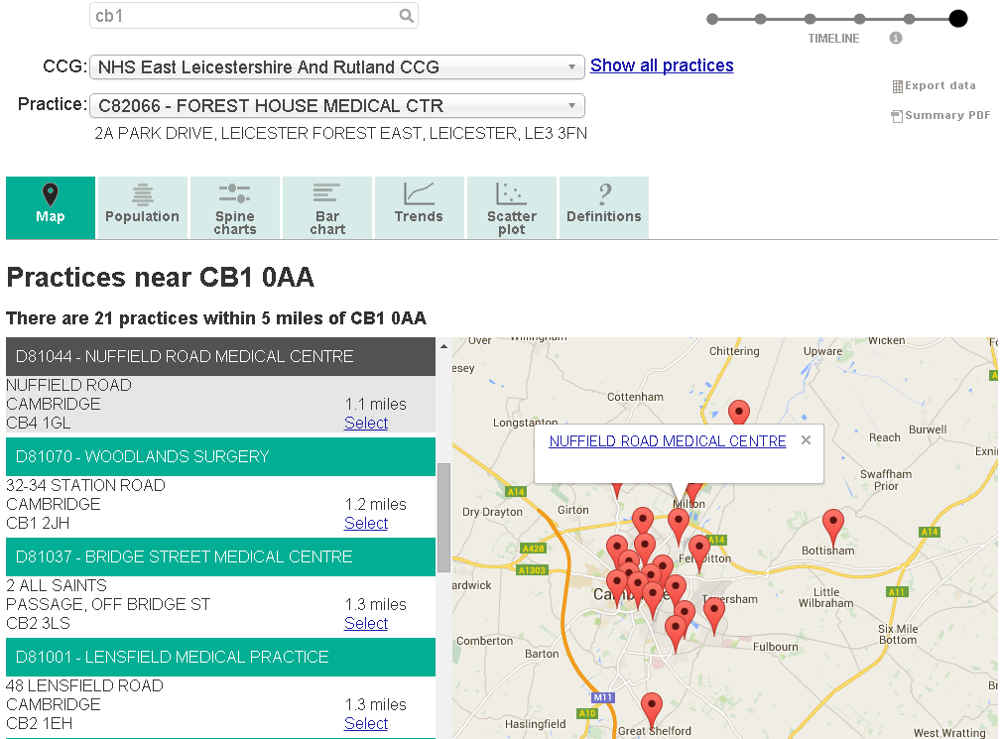 cb1
TIMELINE
CCG: NHS East Leicestershire And Rutland CCG Show all practices
Export data
Practice: C82066 - FOREST HOUSE MEDICAL CTR
Summary PDF
2A PARK DRIVE, LEICESTER FOREST EAST, LEICESTER, LE3 3FN
Map
Population
Spine charts
Bar chart
Trends
Scatter plot
Definitions
Practices near CB1 0AA
There are 21 practices within 5 miles of CB1 0AA
D81044 - NUFFIELD ROAD MEDICAL CENTRE
NUFFIELD ROAD
CAMBRIDGE 1.1 miles
CB4 1GL Select
D81070 - WOODLANDS SURGERY
32-34 STATION ROAD
CAMBRIDGE 1.2 miles
CB1 2JH Select
D81037 - BRIDGE STREET MEDICAL CENTRE
2 ALL SAINTS
PASSAGE, OFF BRIDGE ST 1.3 miles
CB2 3LS Select
D81001 - LENSFIELD MEDICAL PRACTICE
48 LENSFIELD ROAD
CAMBRIDGE 1.3 miles
CB2 1EH Select
Over
Wicken
Chittering
Upware
Cottenham
Longstanton
Burwell
Reach
NUFFIELD ROAD MEDICAL CENTRE
Swaffham
Prior
A14
Milton
Dry Drayton
Girton
A14
A14
A428
Bottisham
Fen Ditton
A1303
A11
Little
Wilbraham
Six Mile
Bottom
Comberton
Barton
Fulbourn
M11
A10
Haslingfield
Great Shelford
West Wratting